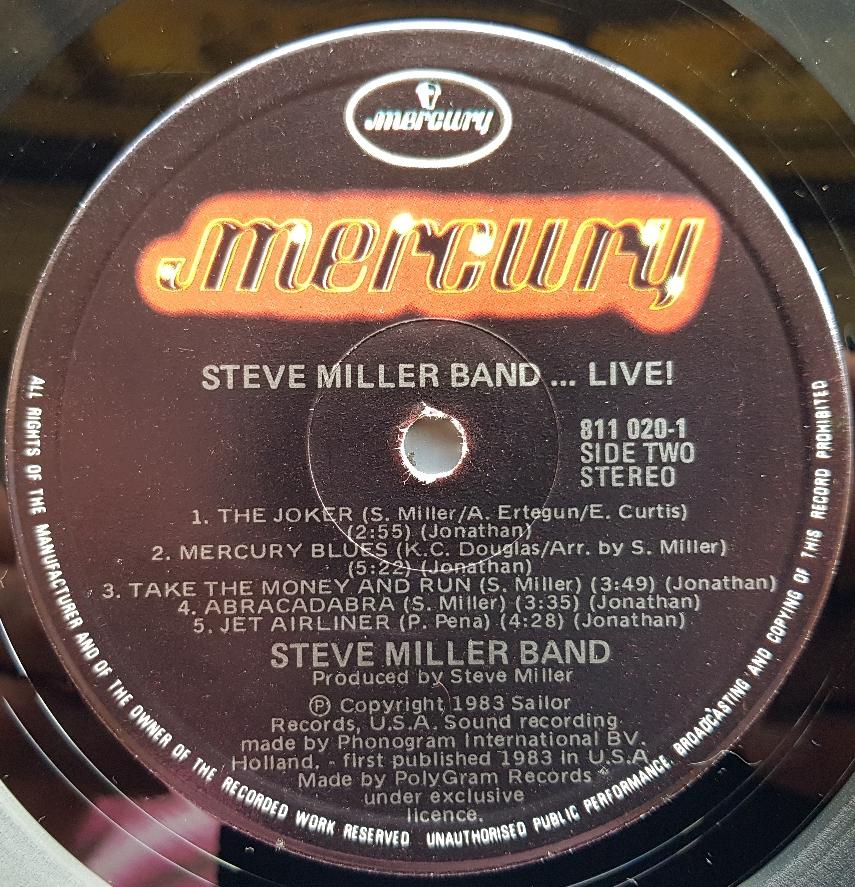 mercury
mercury
STEVE MILLER BAND ... LIVE!
811 020-1
SIDE TWO
STEREO
1. THE JOKER (S. Miller/A. Ertegun/E. Curtis)
(2:55) (Jonathan)
2. MERCURY BLUES (K.C. Douglas/Arr. by S. Miller)
(5:22) (Jonathan)
3. TAKE THE MONEY AND RUN (S. Miller) (3:49) (Jonathan)
4. ABRACADABRA (S. Miller) (3:35) (Jonathan)
5. JET AIRLINER (P. Pena) (4:28) (Jonathan)
STEVE MILLER BAND
Produced by Steve Miller
Ⓟ Copyright 1983 Sailor
Records, U.S.A. Sound recording
made by Phonogram International BV.
Holland. - first published 1983 in U.S.A.
Made by PolyGram Records
under exclusive
licence.
ALL RIGHTS OF THE MANUFACTURER AND OF THE OWNER OF THE RECORDED WORK RESERVED UNAUTHORISED PUBLIC PERFORMANCE, BROADCASTING AND COPYING OF THIS RECORD PROHIBITED